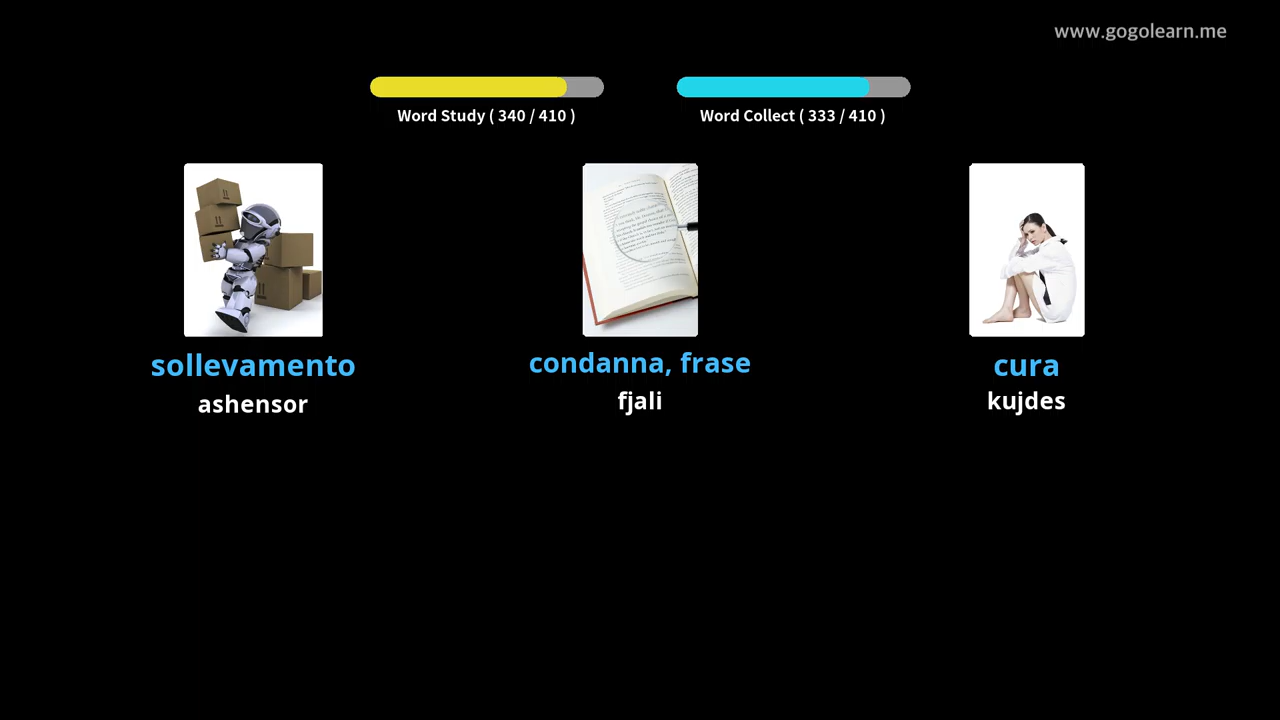 www.gogolearn.me
Word Study ( 340 / 410 )
Word Collect ( 333 / 410 )
sollevamento
condanna, frase
cura
ashensor
fjali
kujdes